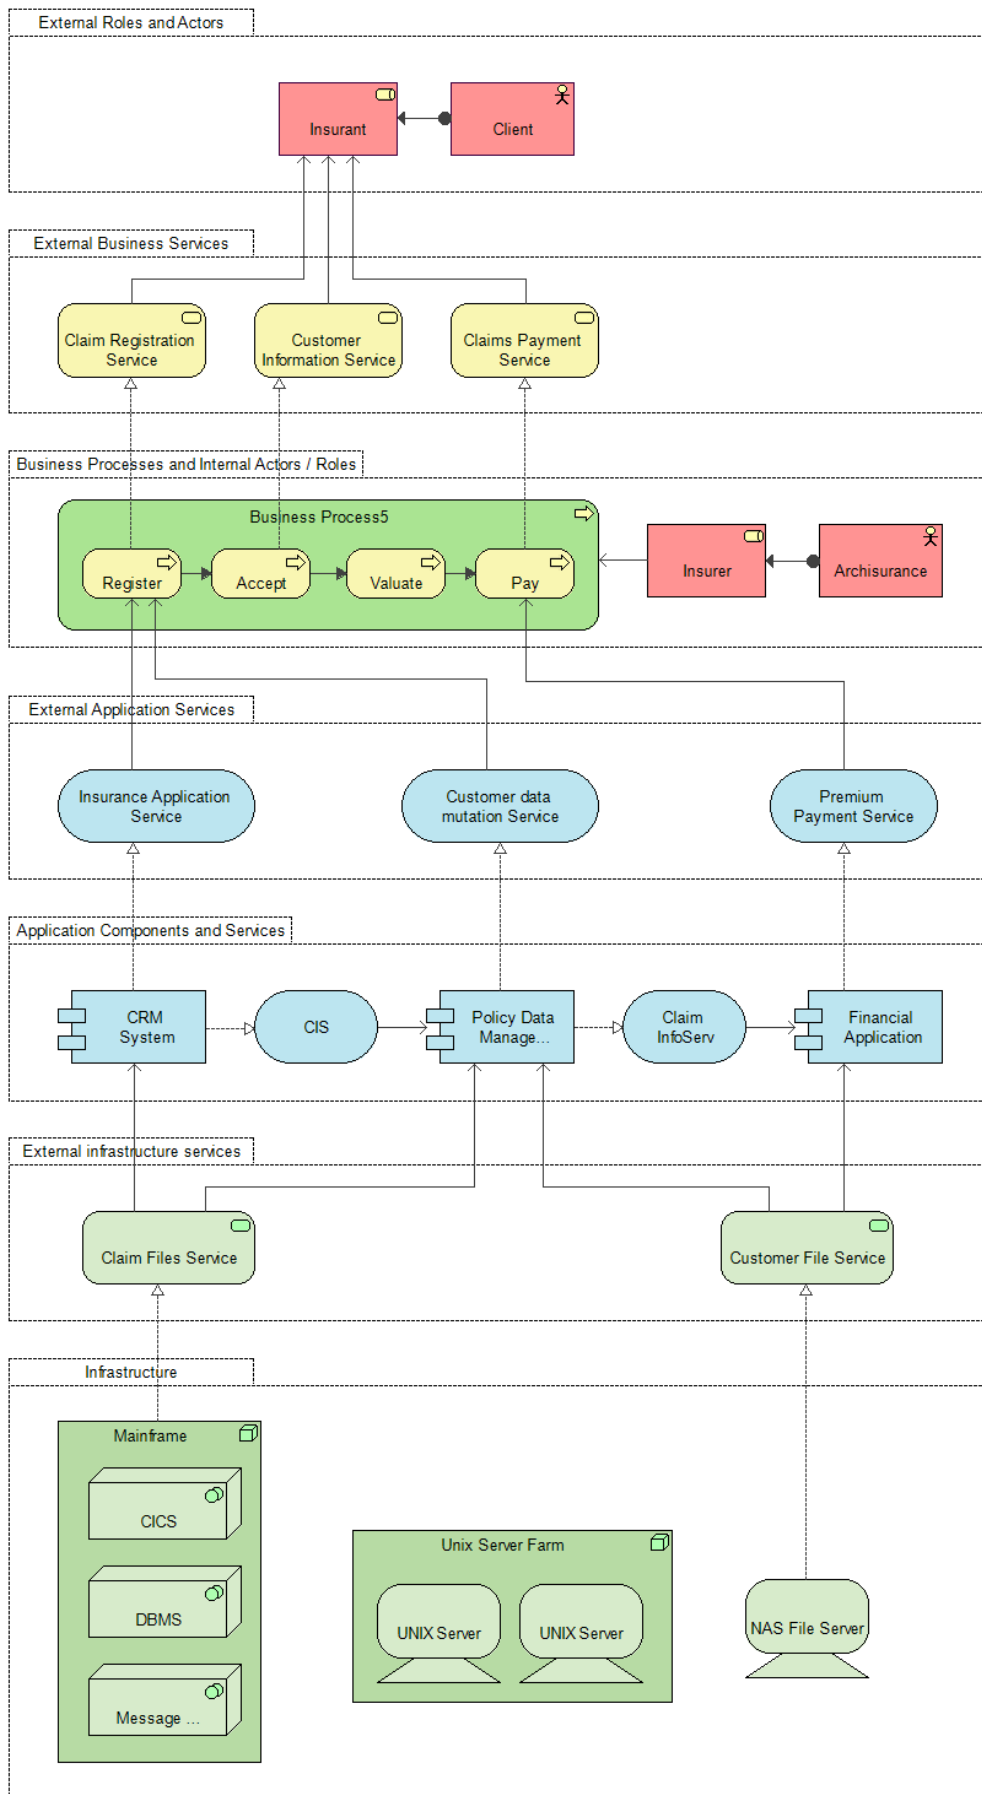 External Roles and Actors
Insurant
Client
External Business Services
Claim Registration
Service
Customer
Information Service
Claims Payment
Service
Business Processes and Internal Actors / Roles
Business Process5
Register
Accept
Valuate
Pay
Insurer
Archisurance
External Application Services
Insurance Application
Service
Customer data
mutation Service
Premium
Payment Service
Application Components and Services
CRM
System
CIS
Policy Data
Manage...
Claim
InfoServ
Financial
Application
External infrastructure services
Claim Files Service
Customer File Service
Infrastructure
Mainframe
CICS
DBMS
Message ...
Unix Server Farm
UNIX Server
UNIX Server
NAS File Server